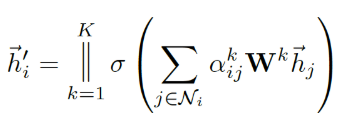 $\vec{h}'_i = \Big\Vert_{k=1}^{K} \sigma \left( \sum_{j \in \mathcal{N}_i} \alpha_{ij}^{k} \mathbf{W}^{k} \vec{h}_j \right)$